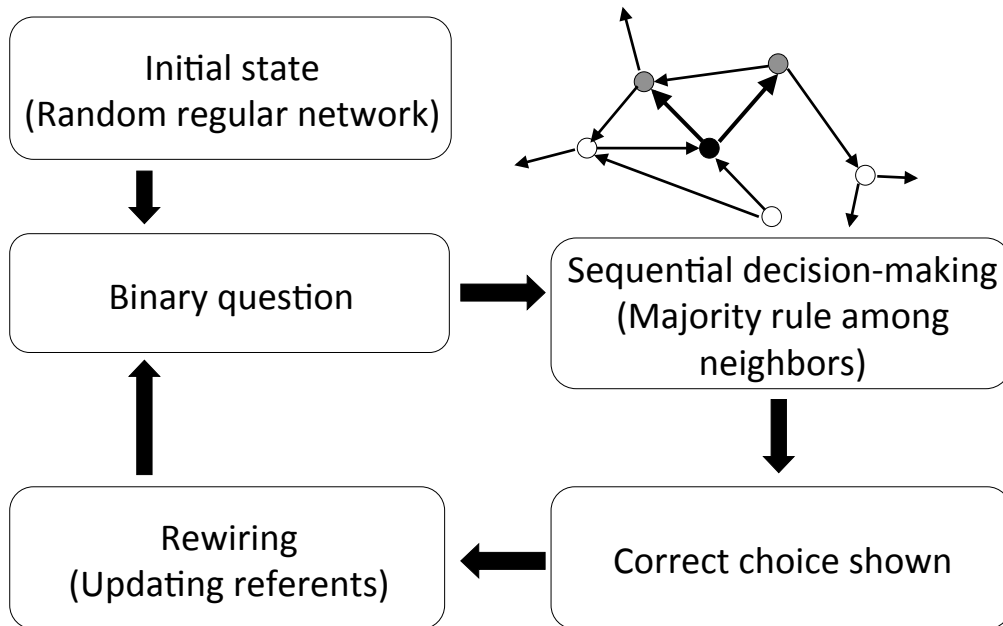 Initial state
(Random regular network)
Binary question
Sequential decision-making
(Majority rule among
neighbors)
Rewiring
(Updating referents)
Correct choice shown